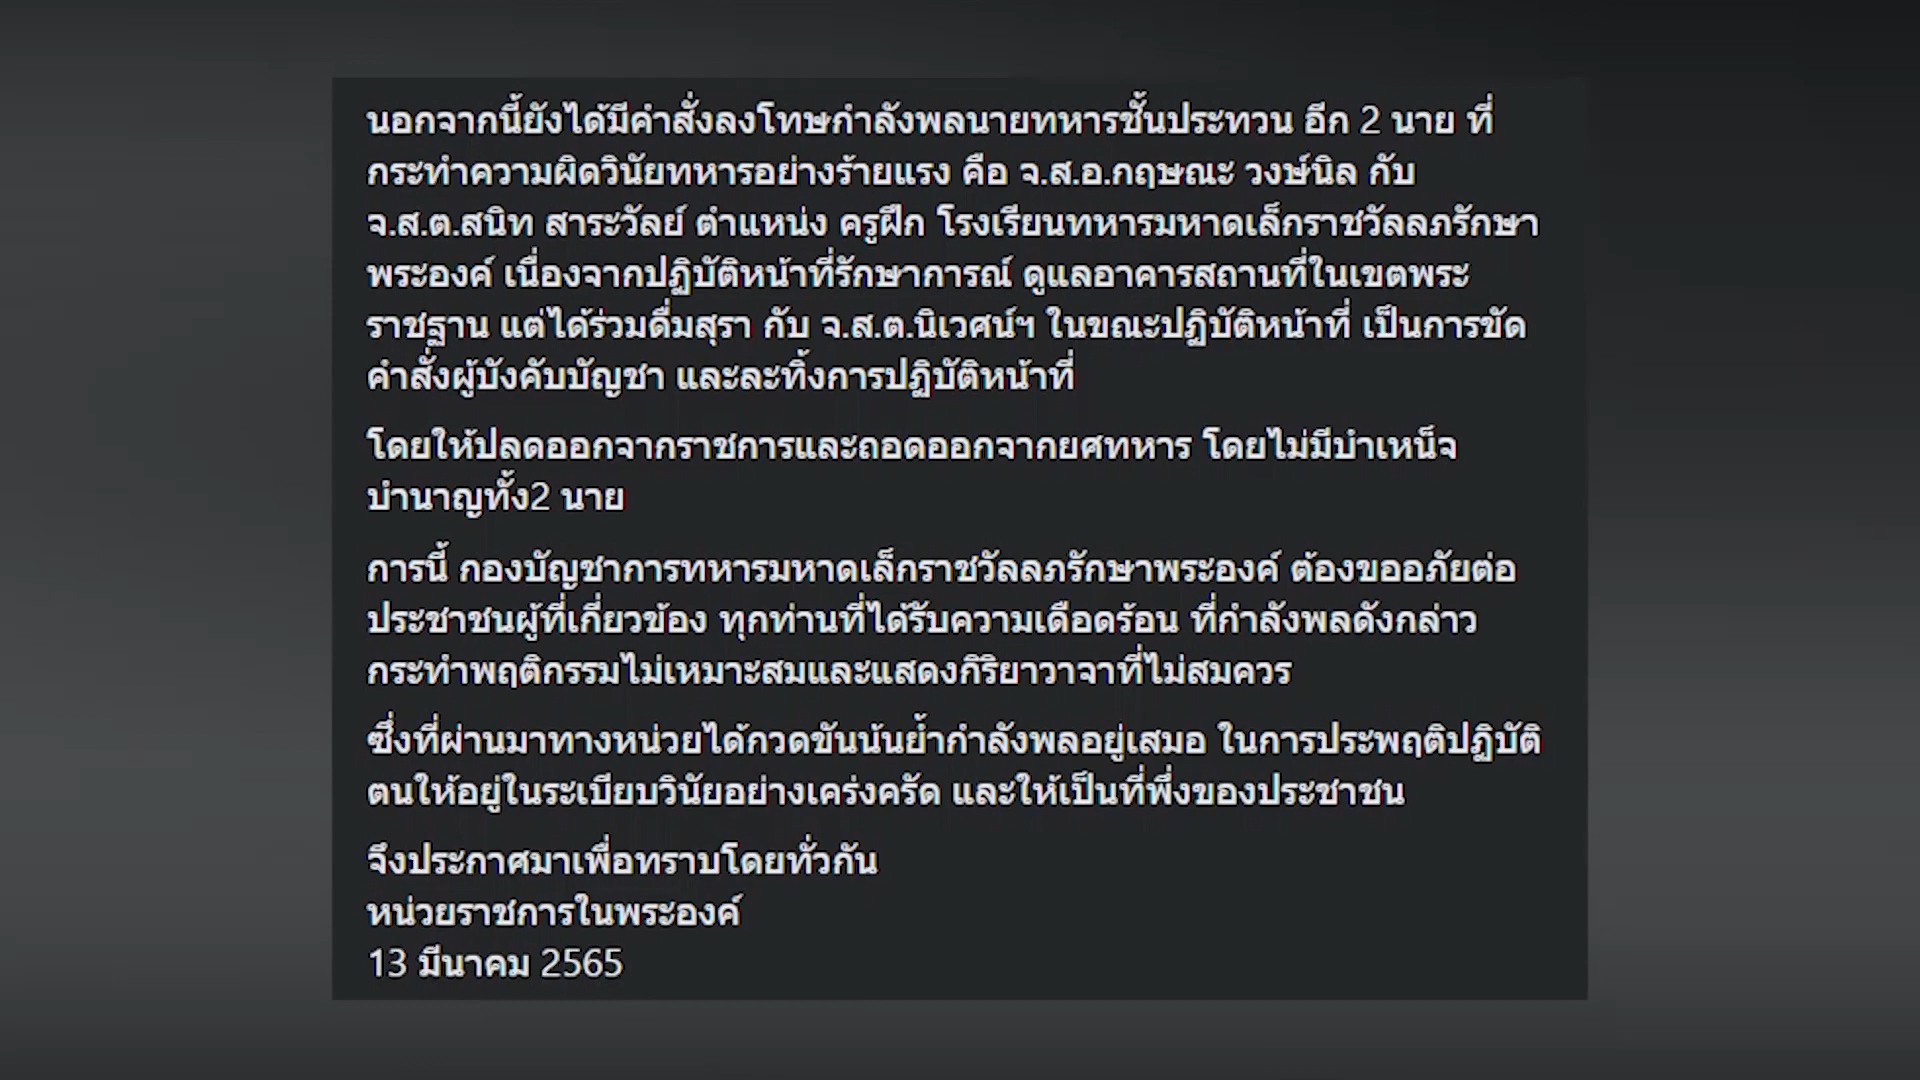 นอกจากนี้ยังได้มีคำสั่งลงโทษกำลังพลนายทหารชั้นประทวน อีก 2 นาย ที่
กระทำความผิดวินัยทหารอย่างร้ายแรง คือ จ.ส.อ.กฤษณะ วงษ์นิล กับ
จ.ส.ต.สนิท สาระวัลย์ ตำแหน่ง ครูฝึก โรงเรียนทหารมหาดเล็กราชวัลลภรักษา
พระองค์ เนื่องจากปฏิบัติหน้าที่รักษาการณ์ ดูแลอาคารสถานที่ในเขตพระ
ราชฐาน แต่ได้ร่วมดื่มสุรา กับ จ.ส.ต.นิเวศน์ฯ ในขณะปฏิบัติหน้าที่ เป็นการขัด
คำสั่งผู้บังคับบัญชา และละทิ้งการปฏิบัติหน้าที่
โดยให้ปลดออกจากราชการและถอดออกจากยศทหาร โดยไม่มีบำเหน็จ
บำนาญทั้ง2 นาย
การนี้ กองบัญชาการทหารมหาดเล็กราชวัลลภรักษาพระองค์ ต้องขออภัยต่อ
ประชาชนผู้ที่เกี่ยวข้อง ทุกท่านที่ได้รับความเดือดร้อน ที่กำลังพลดังกล่าว
กระทำพฤติกรรมไม่เหมาะสมและแสดงกิริยาวาจาที่ไม่สมควร
ซึ่งที่ผ่านมาทางหน่วยได้กวดขันน้นย้ำกำลังพลอยู่เสมอ ในการประพฤติปฏิบัติ
ตนให้อยู่ในระเบียบวินัยอย่างเคร่งครัด และให้เป็นที่พึ่งของประชาชน
จึงประกาศมาเพื่อทราบโดยทั่วกัน
หน่วยราชการในพระองค์
13 มีนาคม 2565